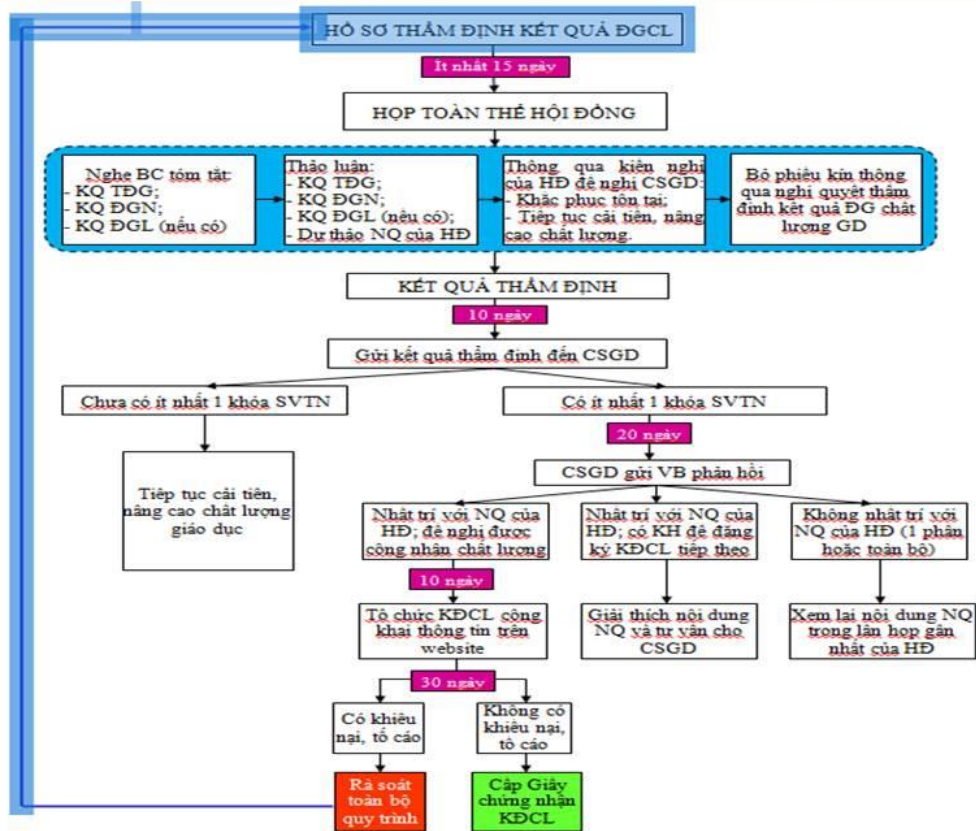 HỒ SƠ THẨM ĐỊNH KẾT QUẢ ĐGCL
Ít nhất 15 ngày
HỌP TOÀN THỂ HỘI ĐỒNG
Nghe BC tóm tắt:
- KQ TĐG;
- KQ ĐGN;
- KQ ĐGL (nếu có)
Thảo luận:
- KQ TĐG;
- KQ ĐGN;
- KQ ĐGL (nếu có);
- Dự thảo NQ của HĐ
Thông qua kiến nghị
của HĐ đề nghị CSGD:
- Khắc phục tồn tại;
- Tiếp tục cải tiến, nâng
cao chất lượng.
Bỏ phiếu kín thông
qua nghị quyết thẩm
định kết quả ĐG chất
lượng GD
KẾT QUẢ THẨM ĐỊNH
10 ngày
Gửi kết quả thẩm định đến CSGD
Chưa có ít nhất 1 khóa SVTN
Có ít nhất 1 khóa SVTN
20 ngày
Tiếp tục cải tiến,
nâng cao chất lượng
giáo dục
CSGD gửi VB phản hồi
Nhất trí với NQ của
HĐ; đề nghị được
công nhận chất lượng
Nhất trí với NQ của
HĐ; có KH để đăng
ký KĐCL tiếp theo
Không nhất trí với
NQ của HĐ (1 phần
hoặc toàn bộ)
10 ngày
Tổ chức KĐCL công
khai thông tin trên
website
Giải thích nội dung
NQ và tư vấn cho
CSGD
Xem lại nội dung NQ
trong lần họp gần
nhất của HĐ
30 ngày
Có khiếu
nại, tố cáo
Không có
khiếu nại,
tố cáo
Rà soát
toàn bộ
quy trình
Cấp Giấy
chứng nhận
KĐCL